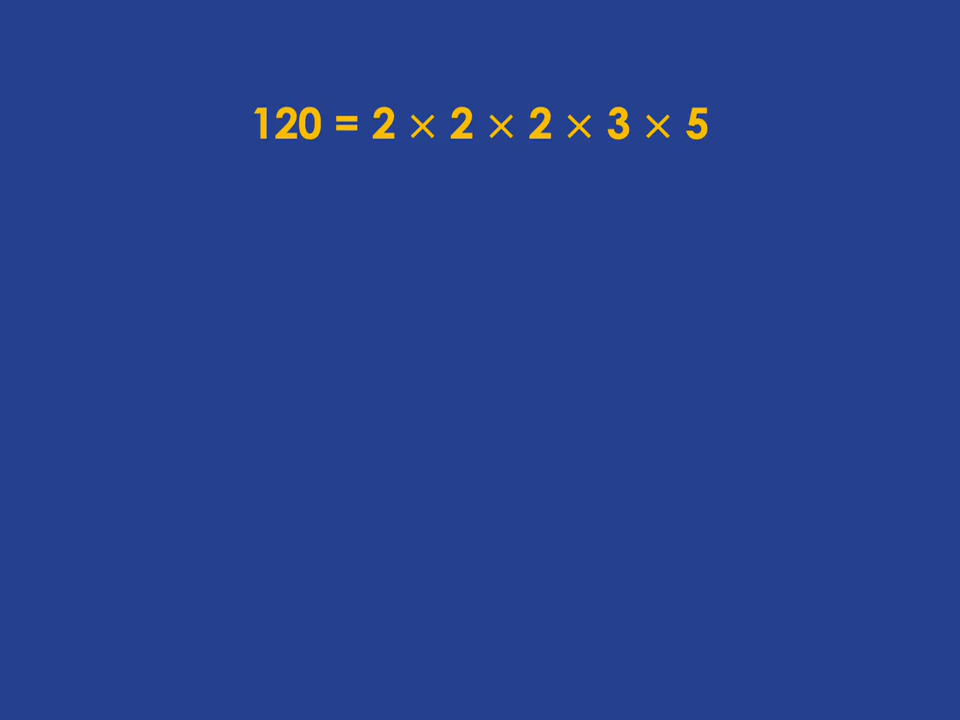 120 = 2 × 2 × 2 × 3 × 5